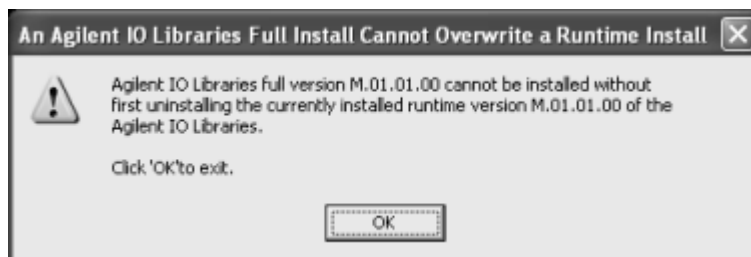 An Agilent IO Libraries Full Install Cannot Overwrite a Runtime Install
Agilent IO Libraries full version M.01.01.00 cannot be installed without
first uninstalling the currently installed runtime version M.01.01.00 of the
Agilent IO Libraries.
Click 'OK'to exit.
OK